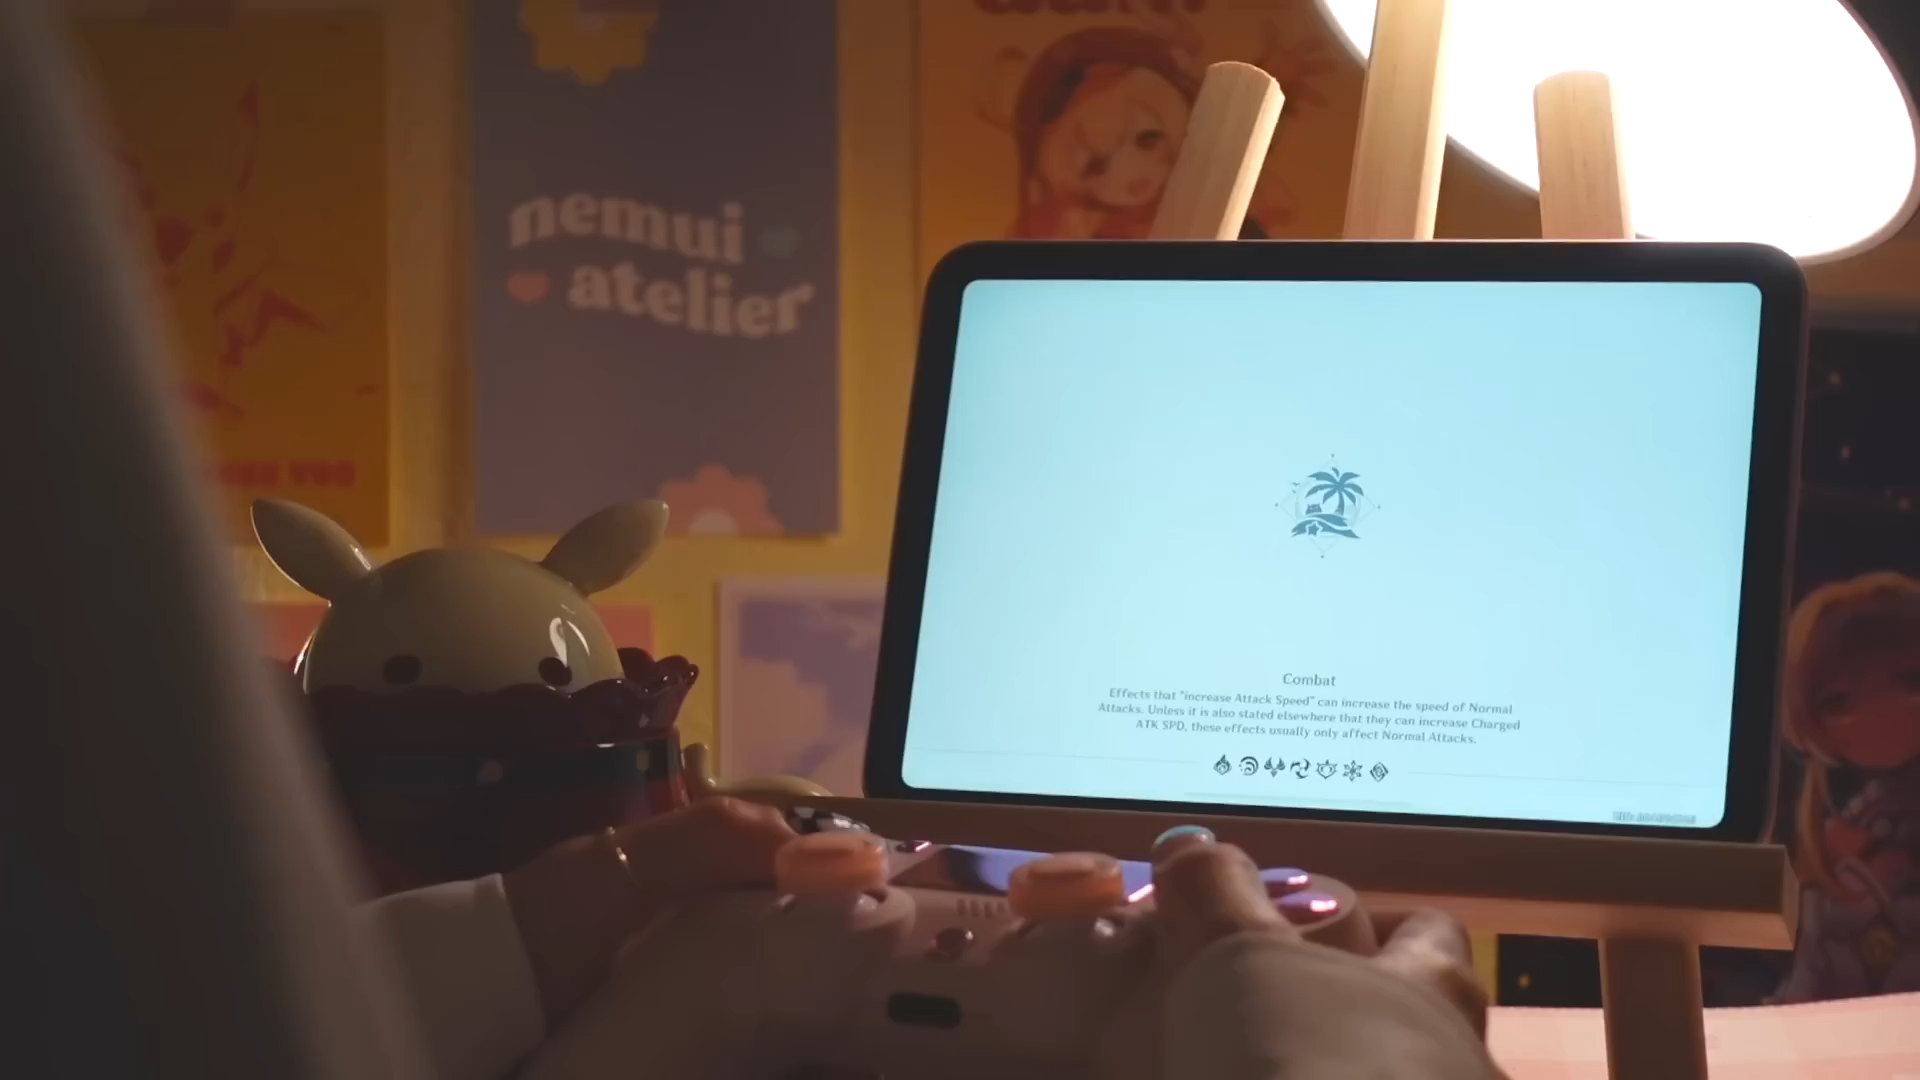 nemui
atelier
YOU
Combat
Effects that "increase Attack Speed" can increase the speed of Normal
Attacks. Unless it is also stated elsewhere that they can increase Charged
ATK SPD, these effects usually only affect Normal Attacks.